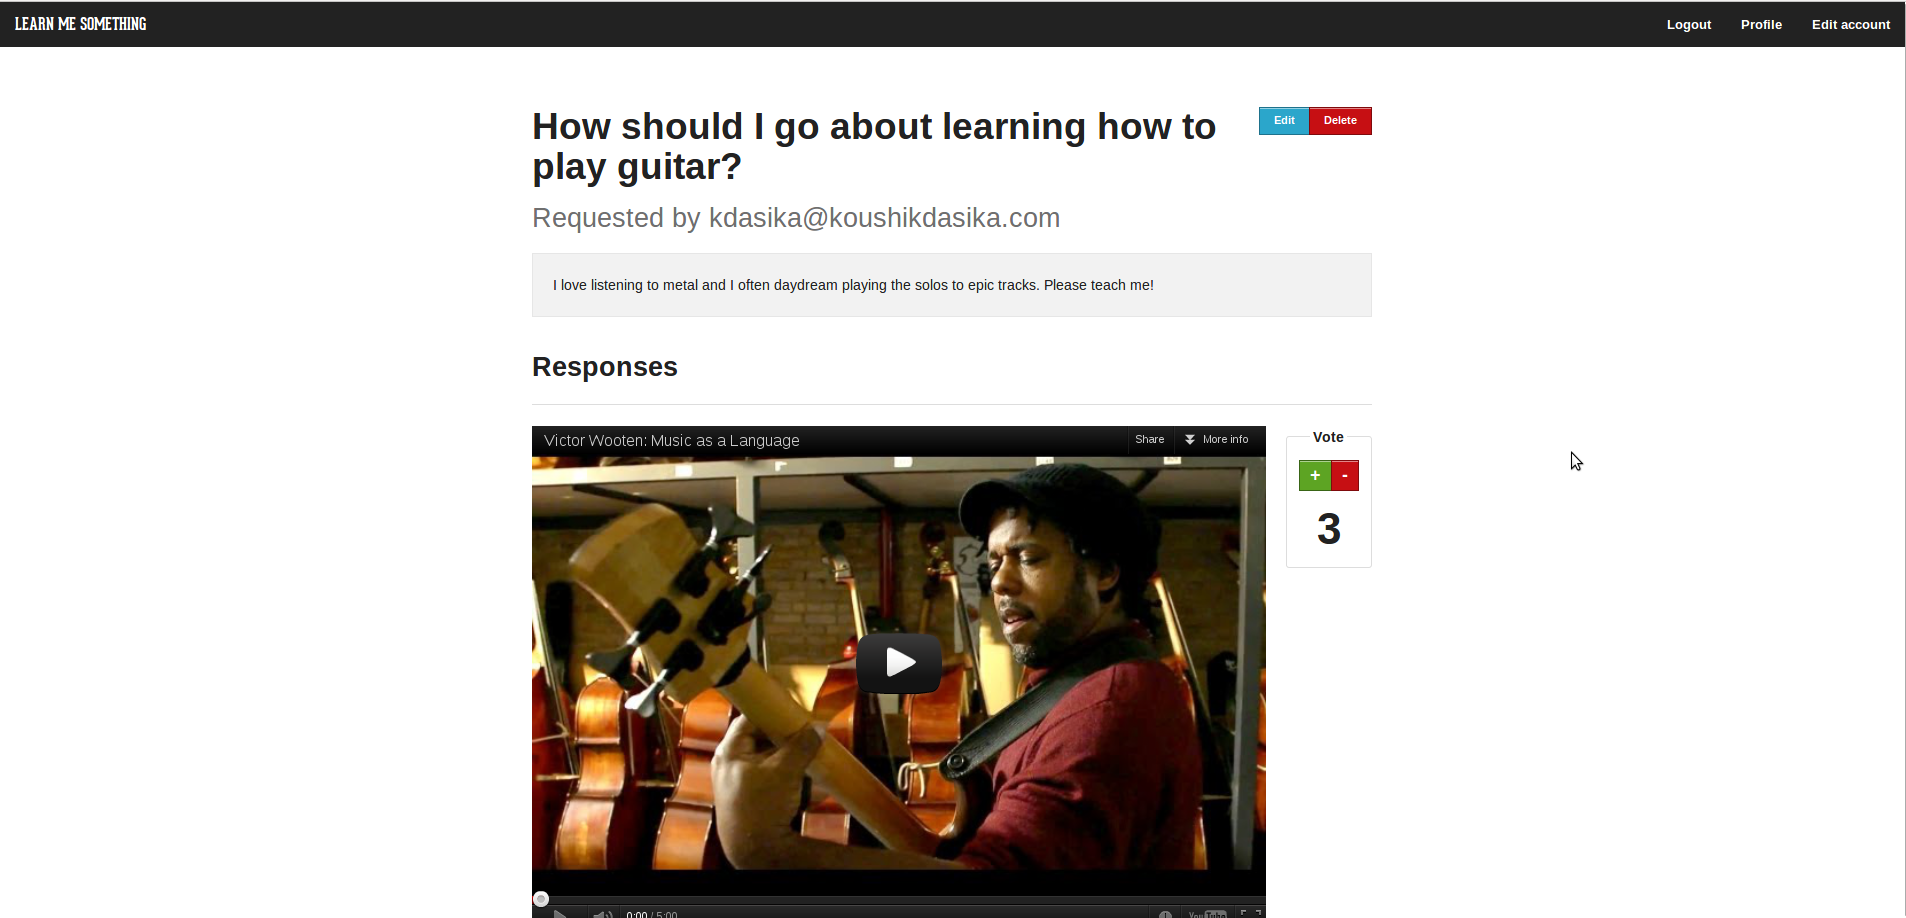 LEARN ME SOMETHING
Logout Profile Edit account
How should I go about learning how to
play guitar?
Edit Delete
Requested by kdasika@koushikdasika.com
I love listening to metal and I often daydream playing the solos to epic tracks. Please teach me!
Responses
Victor Wooten: Music as a Language
Share More info
Vote
+ -
3
0:00 / 5:00
YouTube